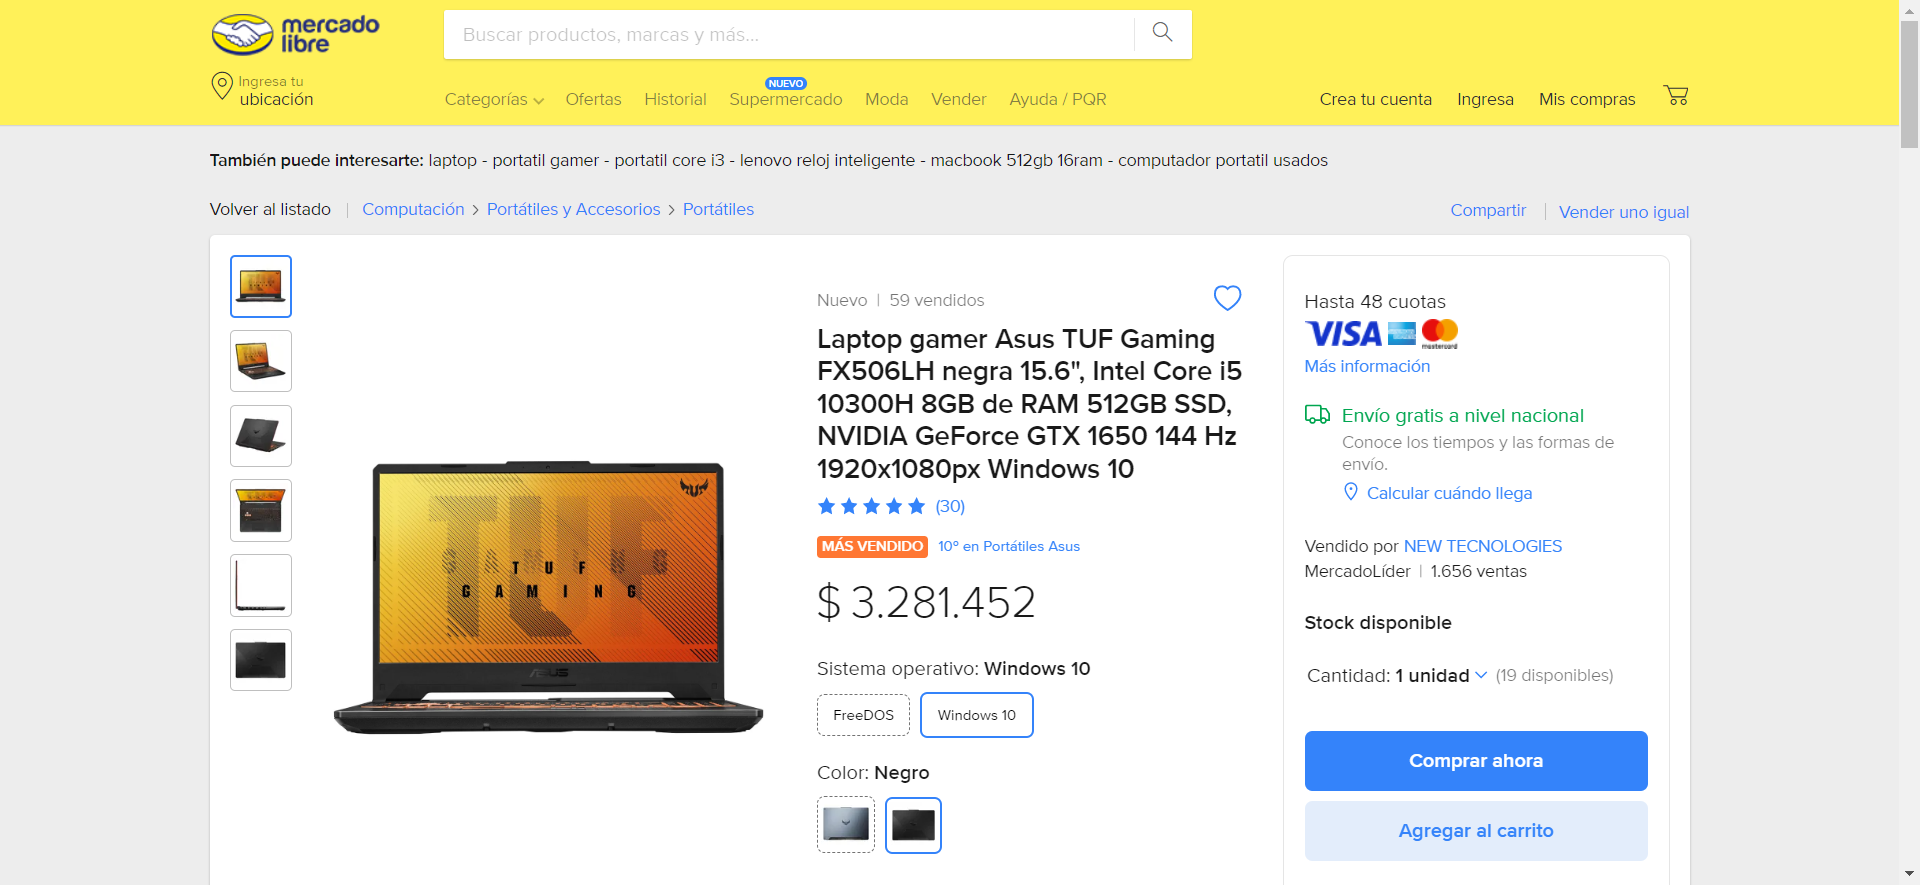 mercado
libre
Buscar productos, marcas y más...
Ingresa tu
ubicación
NUEVO
Categorías Ofertas Historial Supermercado Moda Vender Ayuda / PQR
Crea tu cuenta Ingresa Mis compras
También puede interesarte: laptop - portatil gamer - portatil core i3 - lenovo reloj inteligente - macbook 512gb 16ram - computador portatil usados
Volver al listado | Computación > Portátiles y Accesorios > Portátiles
Compartir | Vender uno igual
TUF
GAMING
TUF
GAMING
ASUS
Nuevo | 59 vendidos
Laptop gamer Asus TUF Gaming
FX506LH negra 15.6", Intel Core i5
10300H 8GB de RAM 512GB SSD,
NVIDIA GeForce GTX 1650 144 Hz
1920x1080px Windows 10
(30)
MÁS VENDIDO 10º en Portátiles Asus
$ 3.281.452
Sistema operativo: Windows 10
FreeDOS Windows 10
Color: Negro
Hasta 48 cuotas
VISA mastercard
Más información
Envío gratis a nivel nacional
Conoce los tiempos y las formas de
envío.
Calcular cuándo llega
Vendido por NEW TECNOLOGIES
MercadoLíder | 1.656 ventas
Stock disponible
Cantidad: 1 unidad (19 disponibles)
Comprar ahora
Agregar al carrito